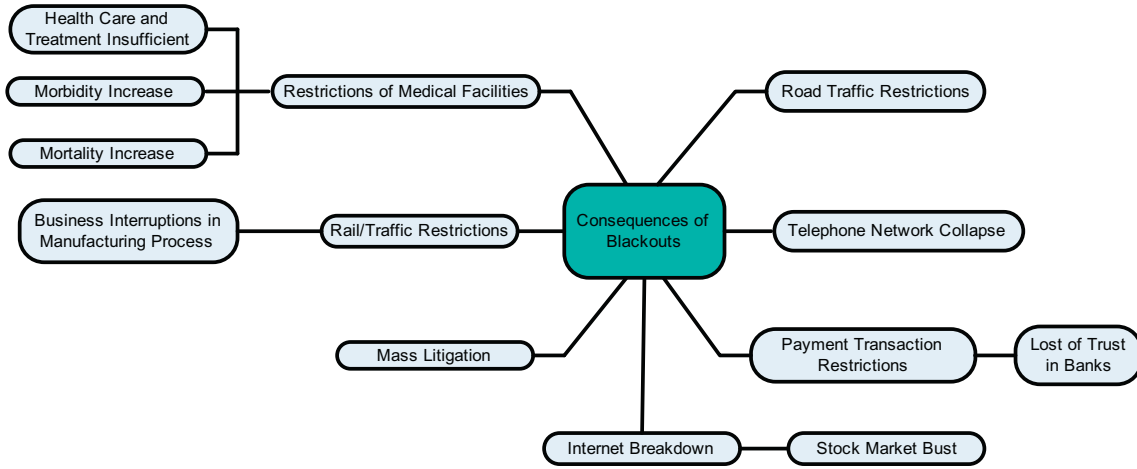 Health Care and
Treatment Insufficient
Morbidity Increase
Restrictions of Medical Facilities
Road Traffic Restrictions
Mortality Increase
Business Interruptions in
Manufacturing Process
Rail/Traffic Restrictions
Consequences of
Blackouts
Telephone Network Collapse
Mass Litigation
Payment Transaction
Restrictions
Lost of Trust
in Banks
Internet Breakdown
Stock Market Bust